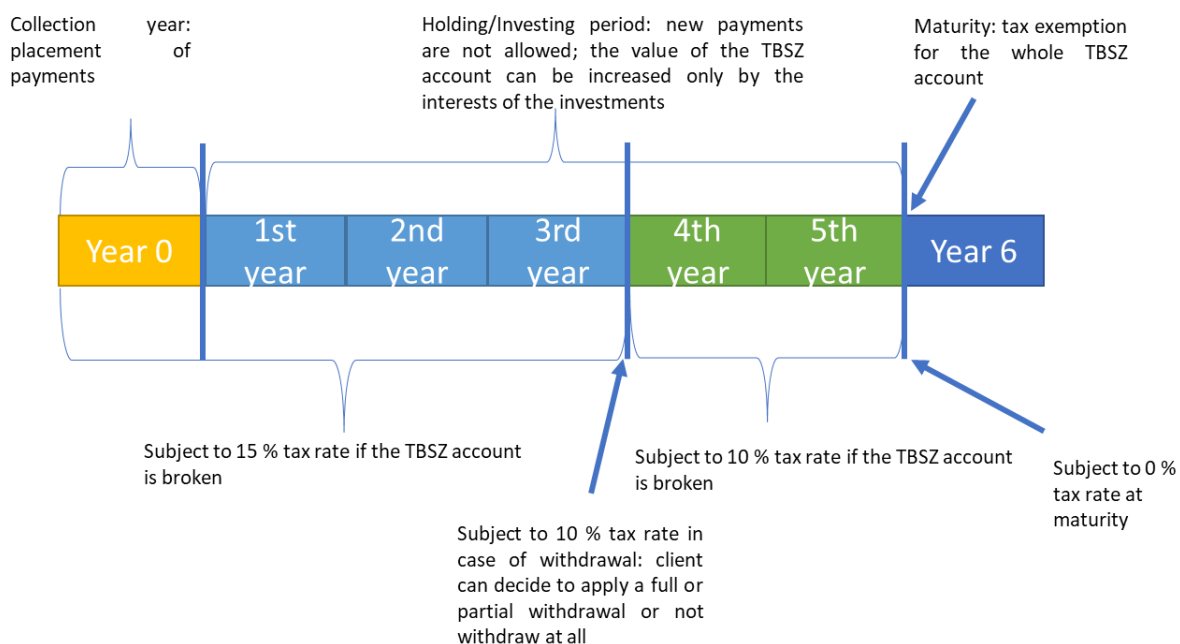 Collection year:
placement of
payments
Holding/Investing period: new payments
are not allowed; the value of the TBSZ
account can be increased only by the
interests of the investments
Maturity: tax exemption
for the whole TBSZ
account
Year 0
1st
year
2nd
year
3rd
year
4th
year
5th
year
Year 6
Subject to 15 % tax rate if the TBSZ account
is broken
Subject to 10 % tax rate if the TBSZ account
is broken
Subject to 0 %
tax rate at
maturity
Subject to 10 % tax rate in
case of withdrawal: client
can decide to apply a full or
partial withdrawal or not
withdraw at all